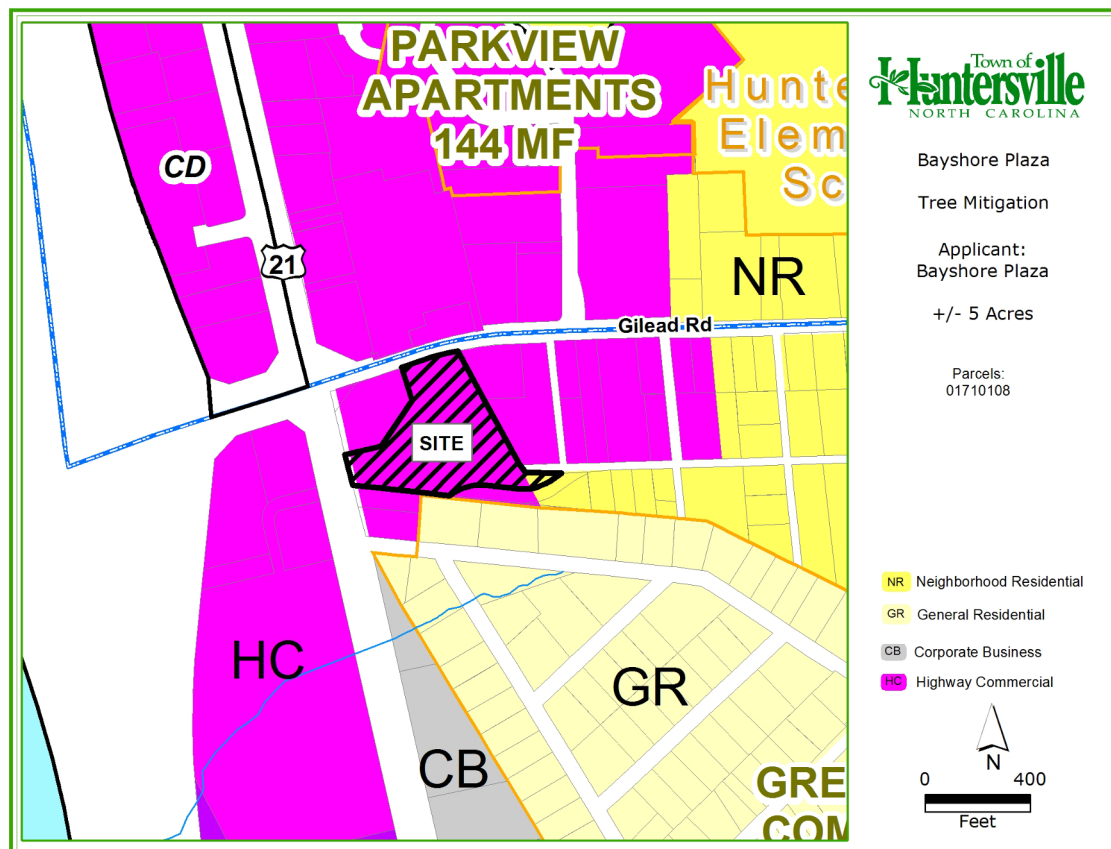 PARKVIEW
APARTMENTS
144 MF
Hunte
Elem
Sc
CD
21
NR
Gilead Rd
SITE
HC
GR
CB
GRE
COM
Town of
Huntersville
NORTH CAROLINA
Bayshore Plaza
Tree Mitigation
Applicant:
Bayshore Plaza
+/- 5 Acres
Parcels:
01710108
NR Neighborhood Residential
GR General Residential
CB Corporate Business
HC Highway Commercial
N
0 400
Feet